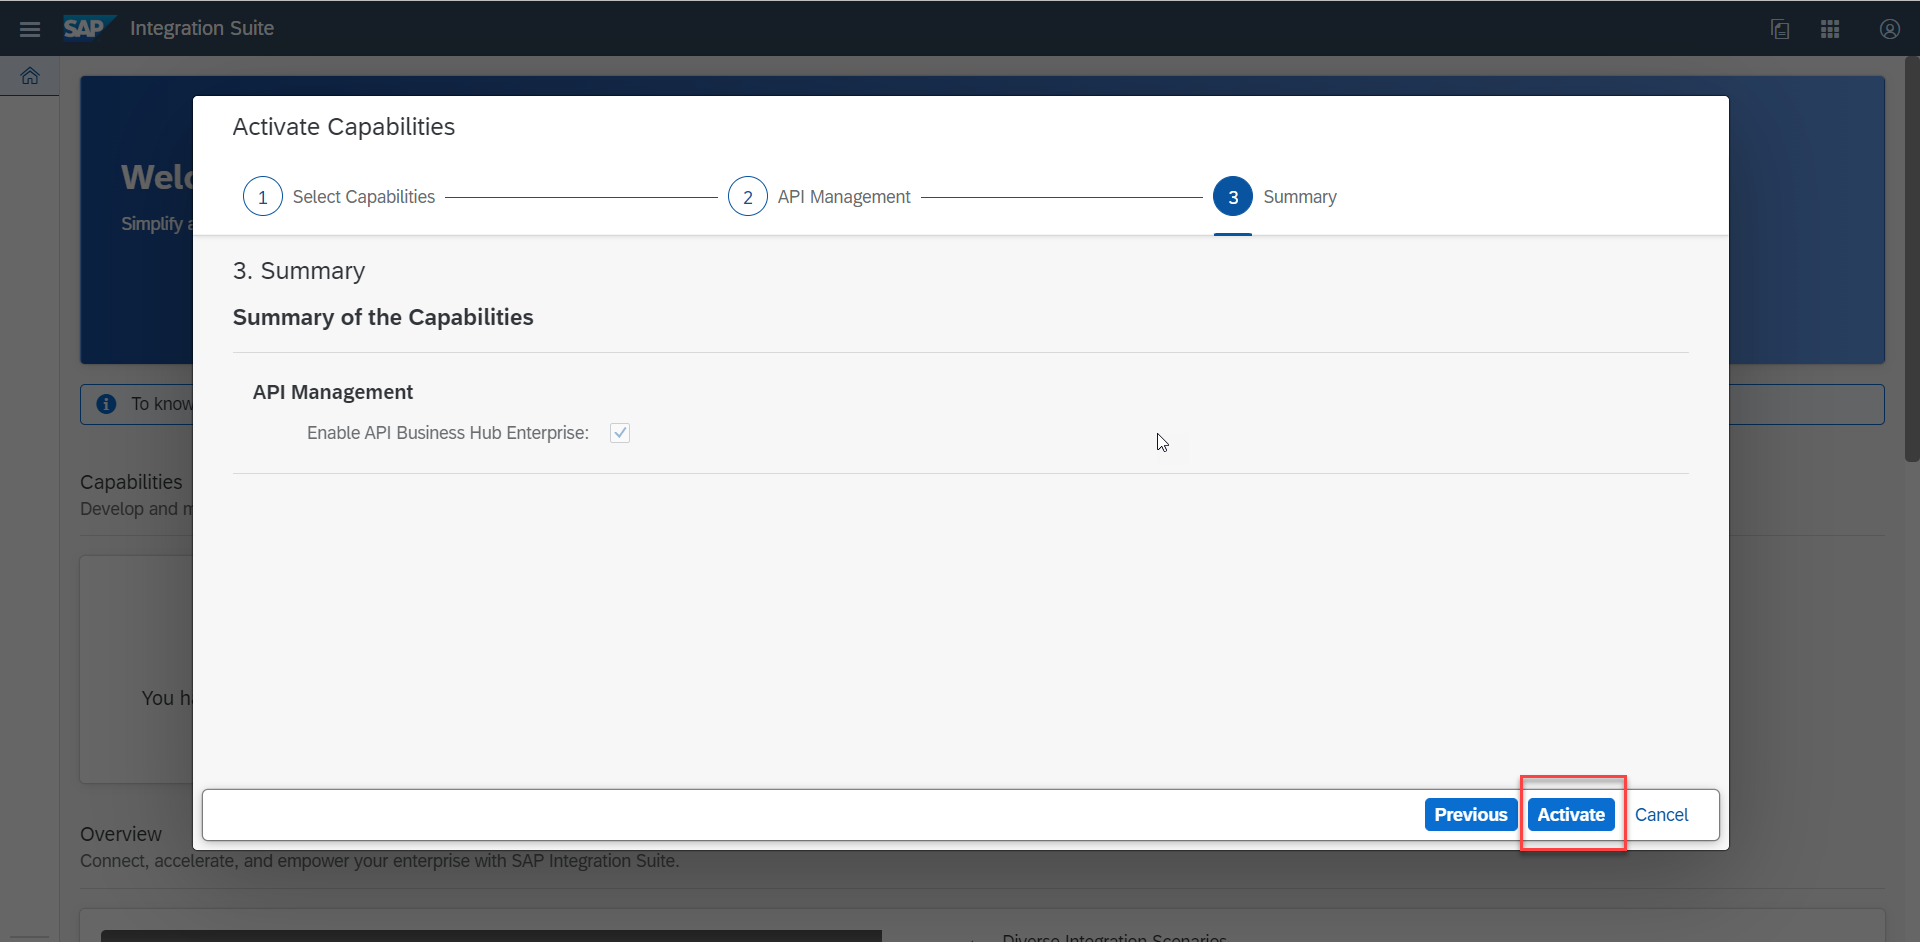 SAP Integration Suite
Activate Capabilities
1 Select Capabilities 2 API Management 3 Summary
Simplify
3. Summary
Summary of the Capabilities
API Management
To know
Enable API Business Hub Enterprise:
Capabilities
Develop and
You
Previous Activate Cancel
Overview
Connect, accelerate, and empower your enterprise with SAP Integration Suite.
Diverse Integration Scenarios